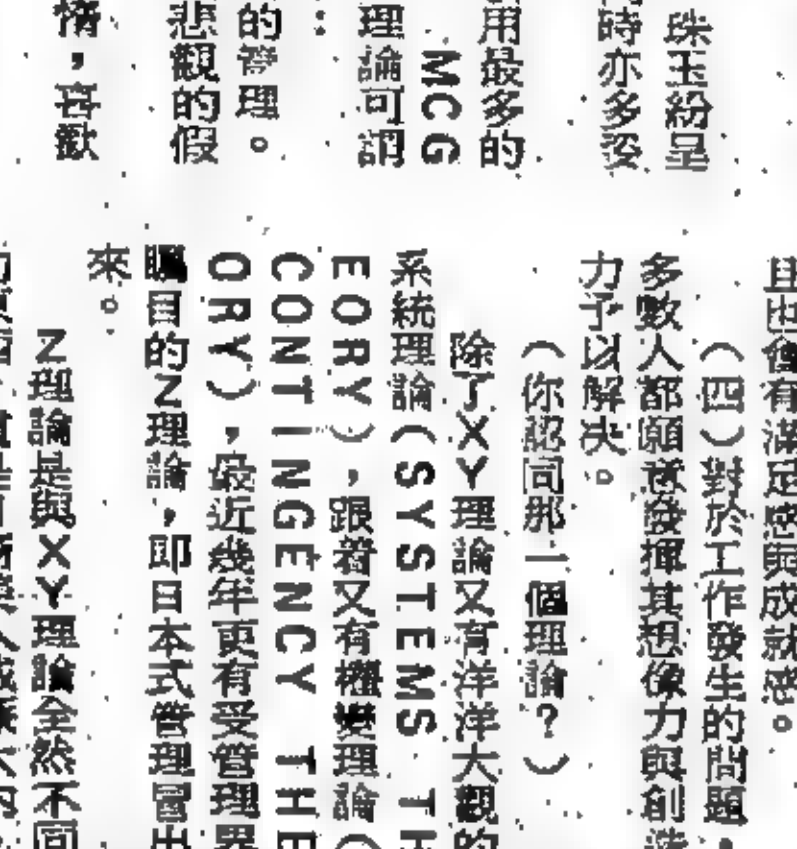 珠玉紛呈
時亦多姿
用最多的
MCG
理論可謂
：
的管理。
悲觀的假
惰，喜歡
且也會有滿足感與成就感。
（四）對於工作發生的問題，
多數人都願意發揮其想像力與創造
力予以解決。
（你認同那一個理論？）
除了XY理論又有洋洋大觀的
系統理論（SYSTEMS TH
EORY），跟着又有權變理論（
CONTINGENCY THE
ORY），最近幾年更有受管理界
矚目的Z理論，即日本式管理冒出
來。
Z理論是與XY理論全然不同